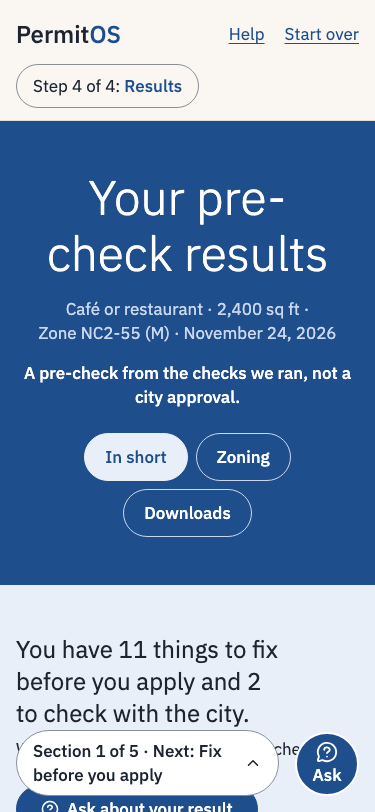 PermitOS
Help
Start over
Step 4 of 4: Results
Your pre-
check results
Café or restaurant · 2,400 sq ft ·
Zone NC2-55 (M) · November 24, 2026
A pre-check from the checks we ran, not a
city approval.
In short
Zoning
Downloads
You have 11 things to fix
before you apply and 2
to check with the city.
Section 1 of 5 · Next: Fix
before you apply
Ask
Ask about your result